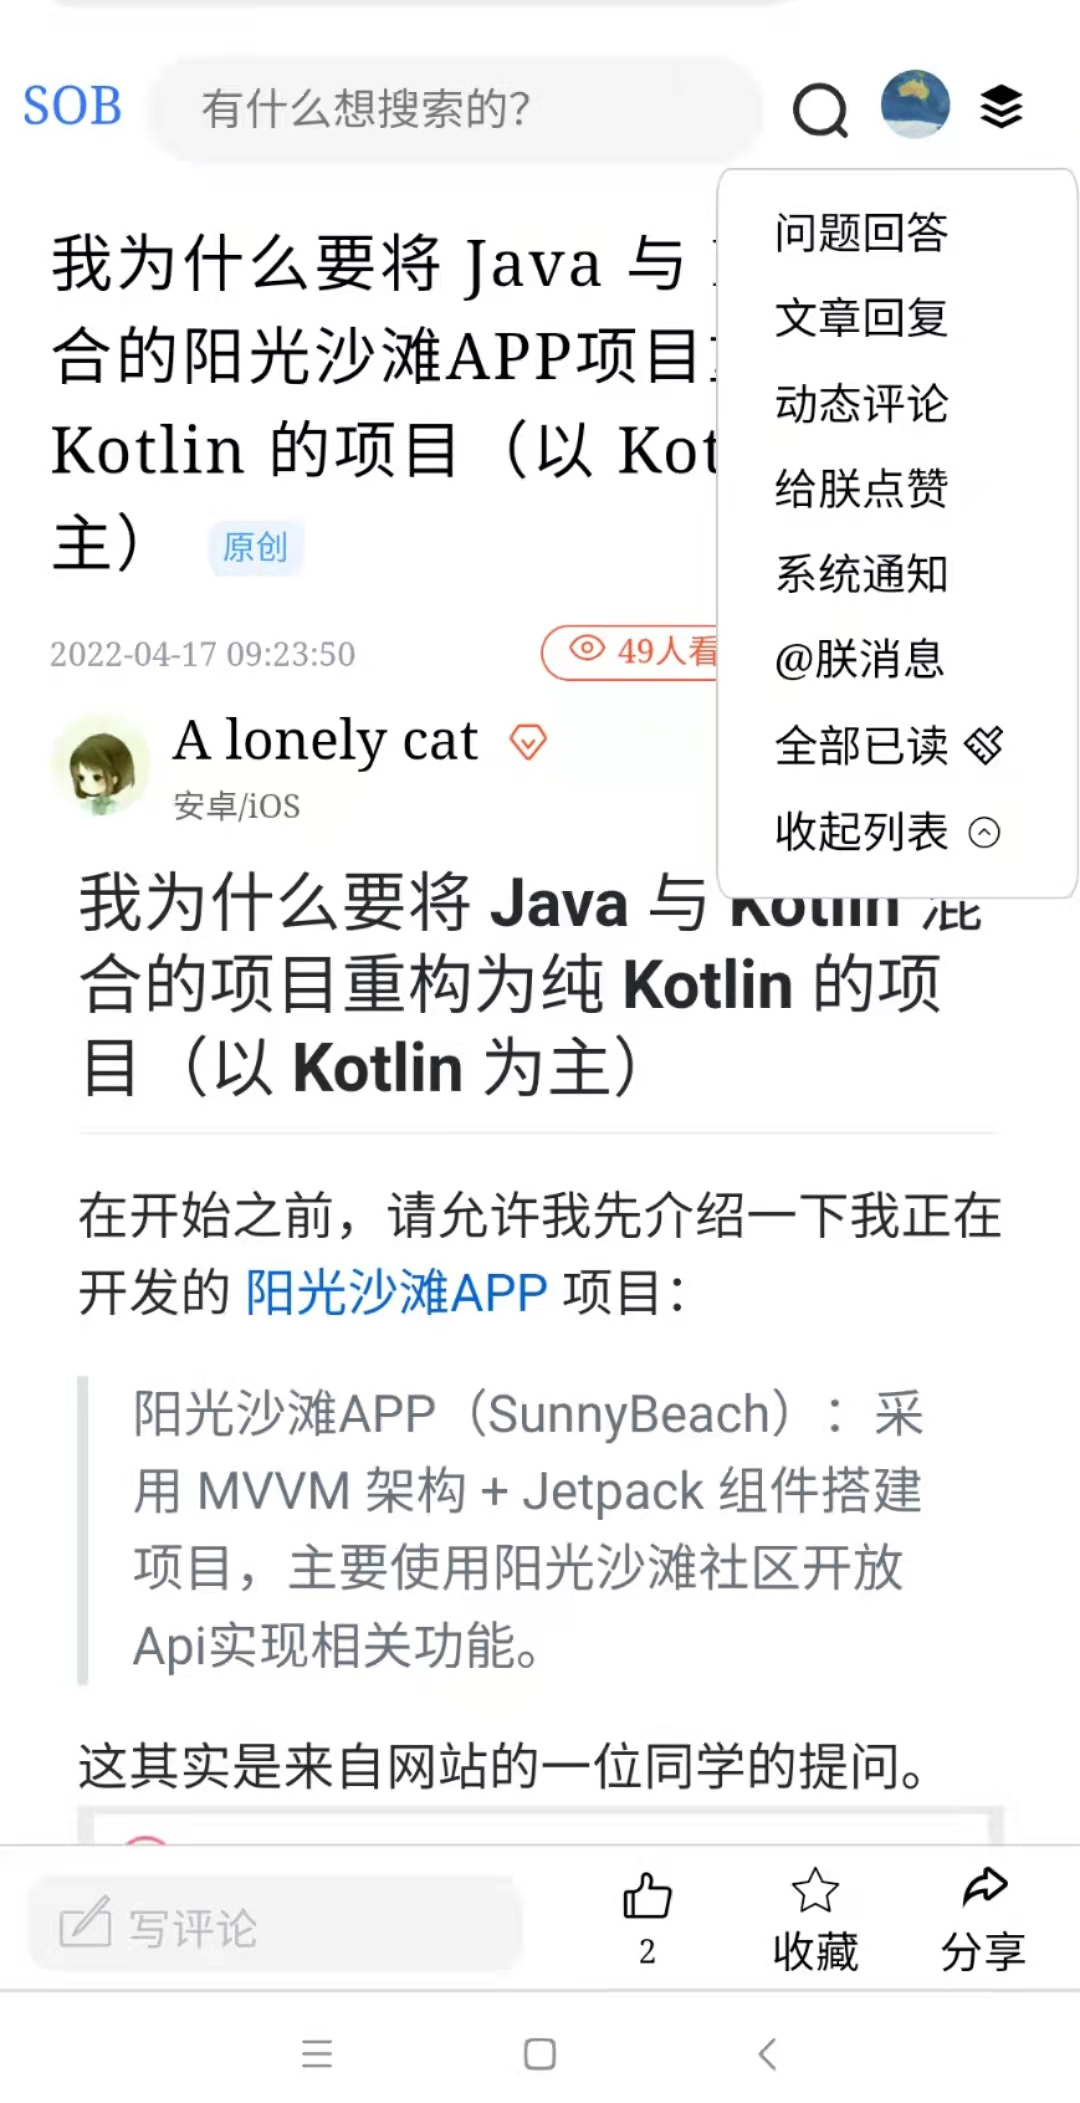 SOB
有什么想搜索的?
我为什么要将 Java 与
合的阳光沙滩APP项目
Kotlin 的项目（以 Kot
主）
原创
2022-04-17 09:23:50
49人看
A lonely cat
安卓/iOS
问题回答
文章回复
动态评论
给朕点赞
系统通知
@朕消息
全部已读
收起列表
我为什么要将 Java 与 Kotlin 混
合的项目重构为纯 Kotlin 的项
目（以 Kotlin 为主）
在开始之前，请允许我先介绍一下我正在
开发的 阳光沙滩APP 项目：
阳光沙滩APP（SunnyBeach）：采
用 MVVM 架构 + Jetpack 组件搭建
项目，主要使用阳光沙滩社区开放
Api实现相关功能。
这其实是来自网站的一位同学的提问。
写评论
2
收藏
分享